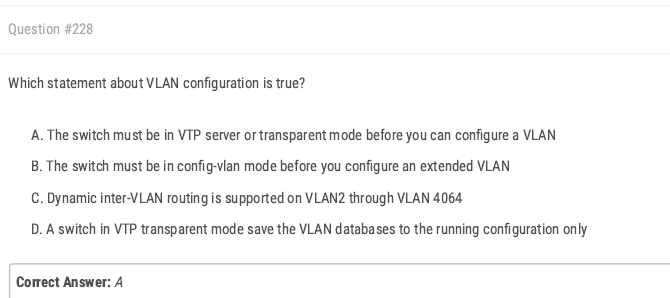 Question #228
Which statement about VLAN configuration is true?
A. The switch must be in VTP server or transparent mode before you can configure a VLAN
B. The switch must be in config-vlan mode before you configure an extended VLAN
C. Dynamic inter-VLAN routing is supported on VLAN2 through VLAN 4064
D. A switch in VTP transparent mode save the VLAN databases to the running configuration only
Correct Answer: A